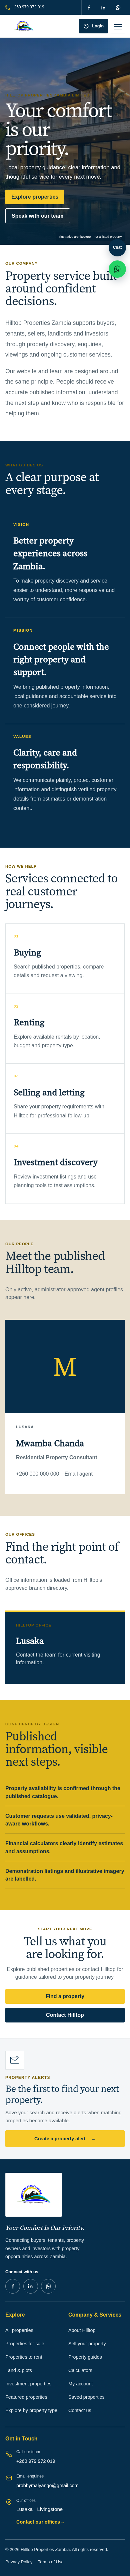 +260 979 972 019
Login
Your comfort
is our
priority.
Local property guidance, clear information and
thoughtful service for every next move.
Explore properties
Speak with our team
Illustrative architecture · not a listed property
Chat
OUR COMPANY
Property service built
around confident
decisions.
Hilltop Properties Zambia supports buyers,
tenants, sellers, landlords and investors
through property discovery, enquiries,
viewings and ongoing customer services.
Our website and team are designed around
the same principle. People should receive
accurate published information, understand
the next step and know who is responsible for
helping them.
WHAT GUIDES US
A clear purpose at
every stage.
VISION
Better property
experiences across
Zambia.
To make property discovery and service
easier to understand, more responsive and
worthy of customer confidence.
MISSION
Connect people with the
right property and
support.
We bring published property information,
local guidance and accountable service into
one considered journey.
VALUES
Clarity, care and
responsibility.
We communicate plainly, protect customer
information and distinguish verified property
details from estimates or demonstration
content.
HOW WE HELP
Services connected to
real customer
journeys.
01
Buying
Search published properties, compare
details and request a viewing.
02
Renting
Explore available rentals by location,
budget and property type.
03
Selling and letting
Share your property requirements with
Hilltop for professional follow-up.
04
Investment discovery
Review investment listings and use
planning tools to test assumptions.
OUR PEOPLE
Meet the published
Hilltop team.
Only active, administrator-approved agent profiles
appear here.
M
LUSAKA
Mwamba Chanda
Residential Property Consultant
+260 000 000 000 Email agent
OUR OFFICES
Find the right point of
contact.
Office information is loaded from Hilltop's
approved branch directory.
HILLTOP OFFICE
Lusaka
Contact the team for current visiting
information.
CONFIDENCE BY DESIGN
Published
information, visible
next steps.
Property availability is confirmed through the
published catalogue.
Customer requests use validated, privacy-
aware workflows.
Financial calculators clearly identify estimates
and assumptions.
Demonstration listings and illustrative imagery
are labelled.
START YOUR NEXT MOVE
Tell us what you
are looking for.
Explore published properties or contact Hilltop
for guidance tailored to your property journey.
Find a property
Contact Hilltop
PROPERTY ALERTS
Be the first to find your next
property.
Save your search and receive alerts when matching
properties become available.
Create a property alert →
Your Comfort Is Our Priority.
Connecting buyers, tenants, property
owners and investors with property
opportunities across Zambia.
Connect with us
Explore
All properties
Properties for sale
Properties to rent
Land & plots
Investment properties
Featured properties
Explore by property type
Company & Services
About Hilltop
Sell your property
Property guides
Calculators
My account
Saved properties
Contact us
Get in Touch
Call our team
+260 979 972 019
Email enquiries
probbymalyango@gmail.com
Our offices
Lusaka · Livingstone
Contact our offices →
© 2026 Hilltop Properties Zambia. All rights reserved.
Privacy Policy Terms of Use